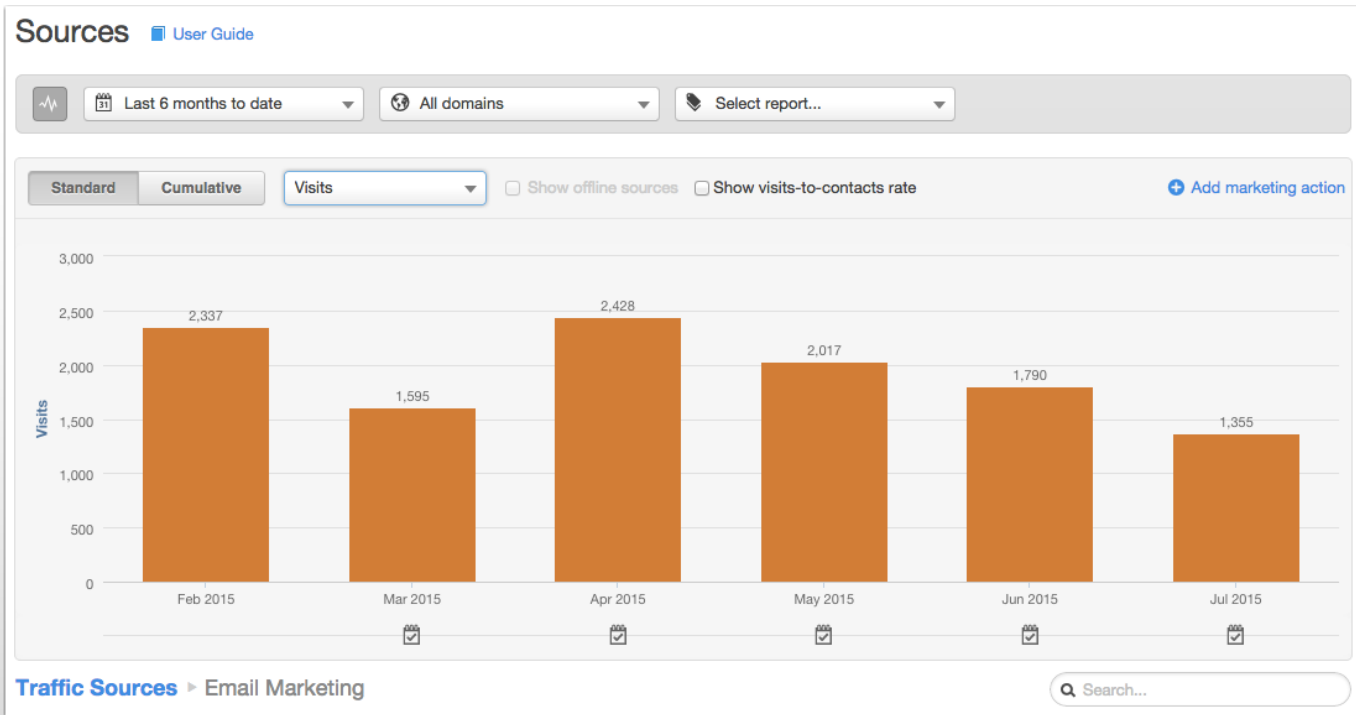 Sources User Guide
31 Last 6 months to date All domains Select report...
Standard Cumulative Visits Show offline sources Show visits-to-contacts rate Add marketing action
3,000
2,500
2,000
1,500
1,000
500
0
Visits
2,337
1,595
2,428
2,017
1,790
1,355
Feb 2015 Mar 2015 Apr 2015 May 2015 Jun 2015 Jul 2015
Traffic Sources Email Marketing Search...